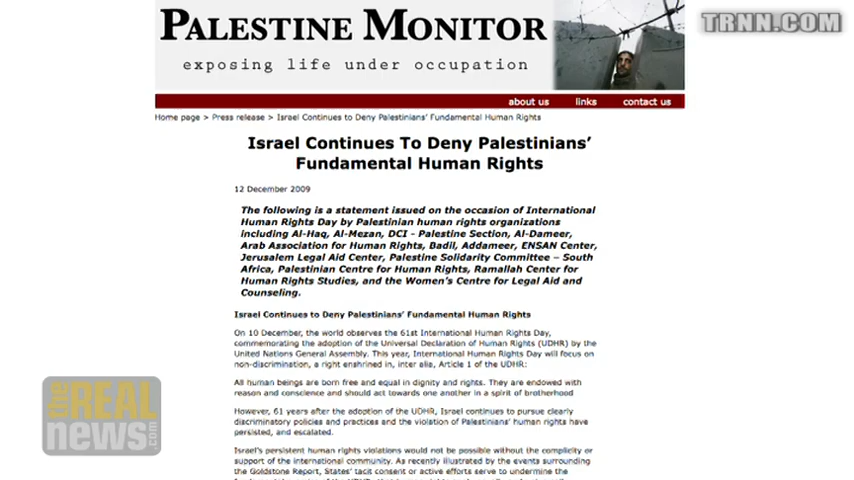 PALESTINE MONITOR
exposing life under occupation
TRNN.COM
about us links contact us
Home page > Press release > Israel Continues to Deny Palestinians' Fundamental Human Rights
Israel Continues To Deny Palestinians'
Fundamental Human Rights
12 December 2009
The following is a statement issued on the occasion of International
Human Rights Day by Palestinian human rights organizations
including Al-Haq, Al-Mezan, DCI - Palestine Section, Al-Dameer,
Arab Association for Human Rights, Badil, Addameer, ENSAN Center,
Jerusalem Legal Aid Center, Palestine Solidarity Committee – South
Africa, Palestinian Centre for Human Rights, Ramallah Center for
Human Rights Studies, and the Women's Centre for Legal Aid and
Counseling.
Israel Continues to Deny Palestinians' Fundamental Human Rights
On 10 December, the world observes the 61st International Human Rights Day,
commemorating the adoption of the Universal Declaration of Human Rights (UDHR) by the
United Nations General Assembly. This year, International Human Rights Day will focus on
non-discrimination, a right enshrined in, inter alia, Article 1 of the UDHR:
All human beings are born free and equal in dignity and rights. They are endowed with
reason and conscience and should act towards one another in a spirit of brotherhood
However, 61 years after the adoption of the UDHR, Israel continues to pursue clearly
discriminatory policies and practices and the violation of Palestinians' human rights have
persisted, and escalated.
Israel's persistent human rights violations would not be possible without the complicity or
support of the international community. As recently illustrated by the events surrounding
the Goldstone Report, States' tacit consent or active efforts serve to undermine the
the REAL
news.com